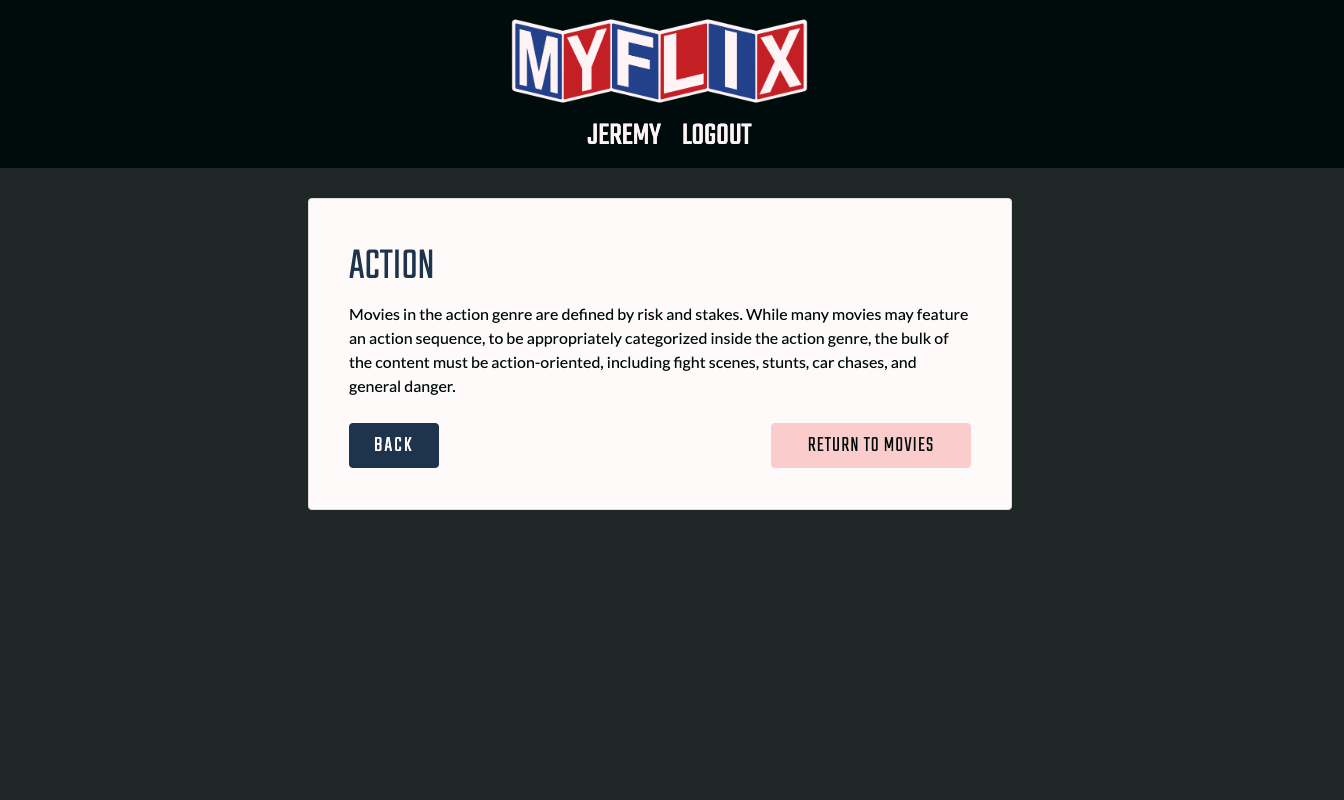 MYFLIX
JEREMY LOGOUT
ACTION
Movies in the action genre are defined by risk and stakes. While many movies may feature
an action sequence, to be appropriately categorized inside the action genre, the bulk of
the content must be action-oriented, including fight scenes, stunts, car chases, and
general danger.
BACK RETURN TO MOVIES